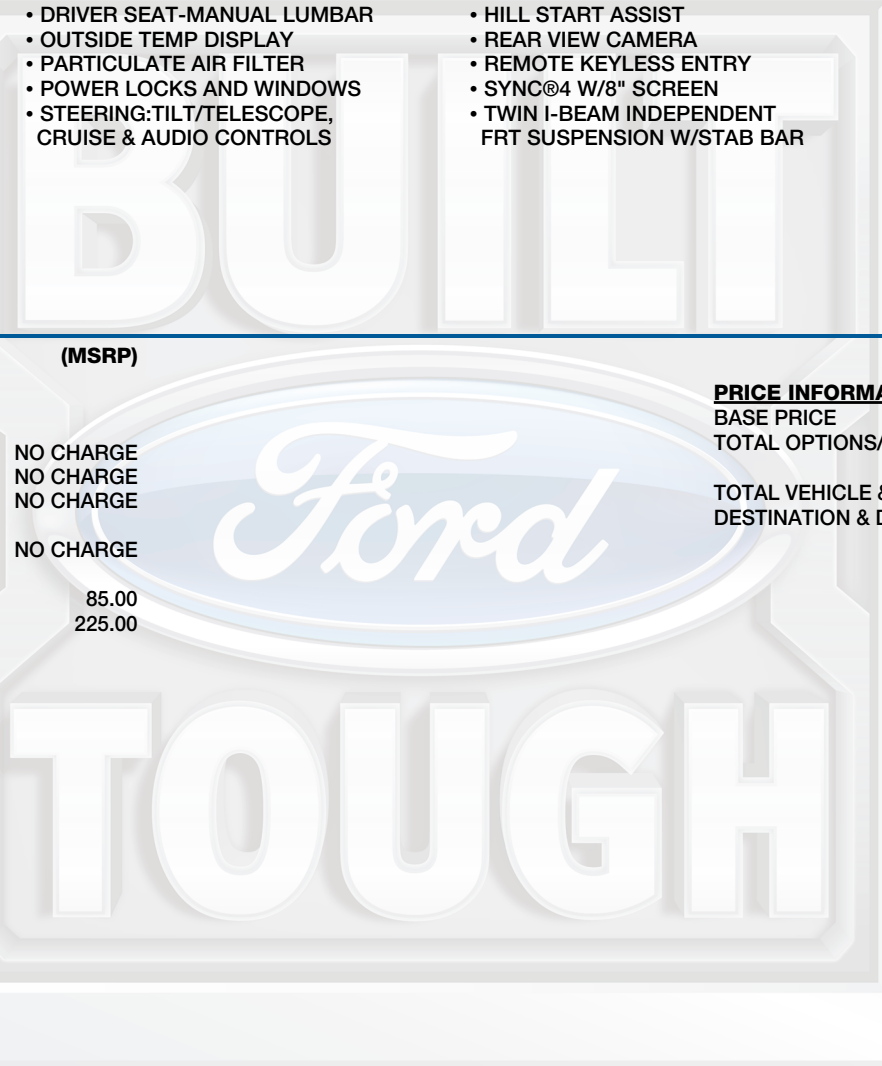 • DRIVER SEAT-MANUAL LUMBAR
• OUTSIDE TEMP DISPLAY
• PARTICULATE AIR FILTER
• POWER LOCKS AND WINDOWS
• STEERING:TILT/TELESCOPE,
CRUISE & AUDIO CONTROLS
• HILL START ASSIST
• REAR VIEW CAMERA
• REMOTE KEYLESS ENTRY
• SYNC®4 W/8" SCREEN
• TWIN I-BEAM INDEPENDENT
FRT SUSPENSION W/STAB BAR
BUILT
(MSRP)
NO CHARGE
NO CHARGE
NO CHARGE
NO CHARGE
85.00
225.00
Ford
PRICE INFORMA
BASE PRICE
TOTAL OPTIONS/
TOTAL VEHICLE &
DESTINATION & D
TOUGH